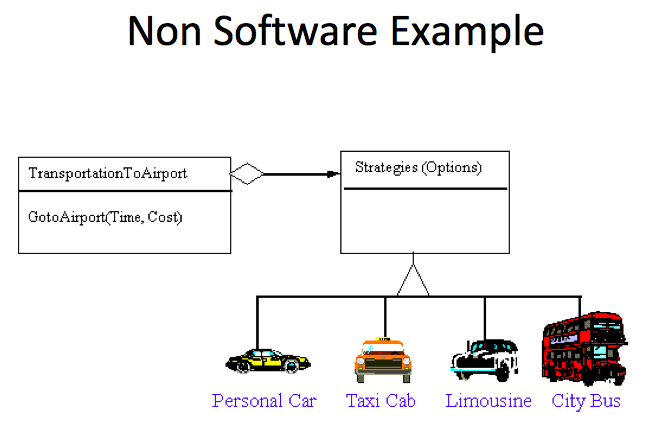 Non Software Example
TransportationToAirport
GotoAirport(Time, Cost)
Strategies (Options)
Personal Car
Taxi Cab
Limousine
City Bus